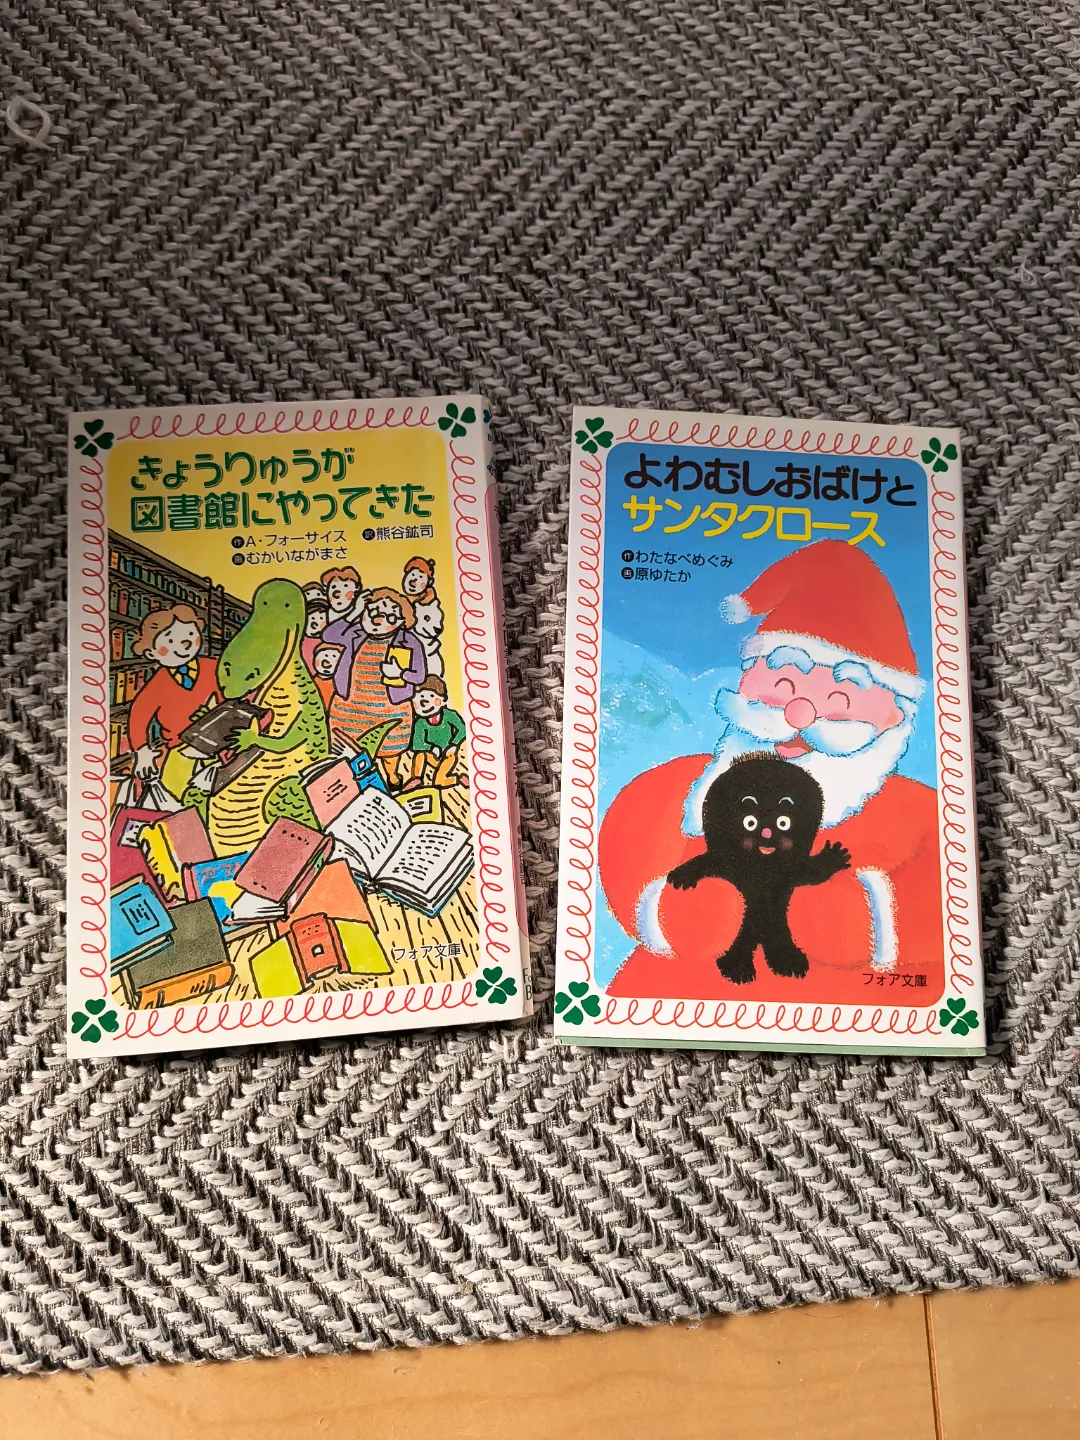 きょうりゅうが
図書館にやってきた
作A・フォーサイス 訳熊谷鉱司
画むかいながまさ
フォア文庫
よわむしおばけと
サンタクロース
作わたなべめぐみ
画原ゆたか
フォア文庫